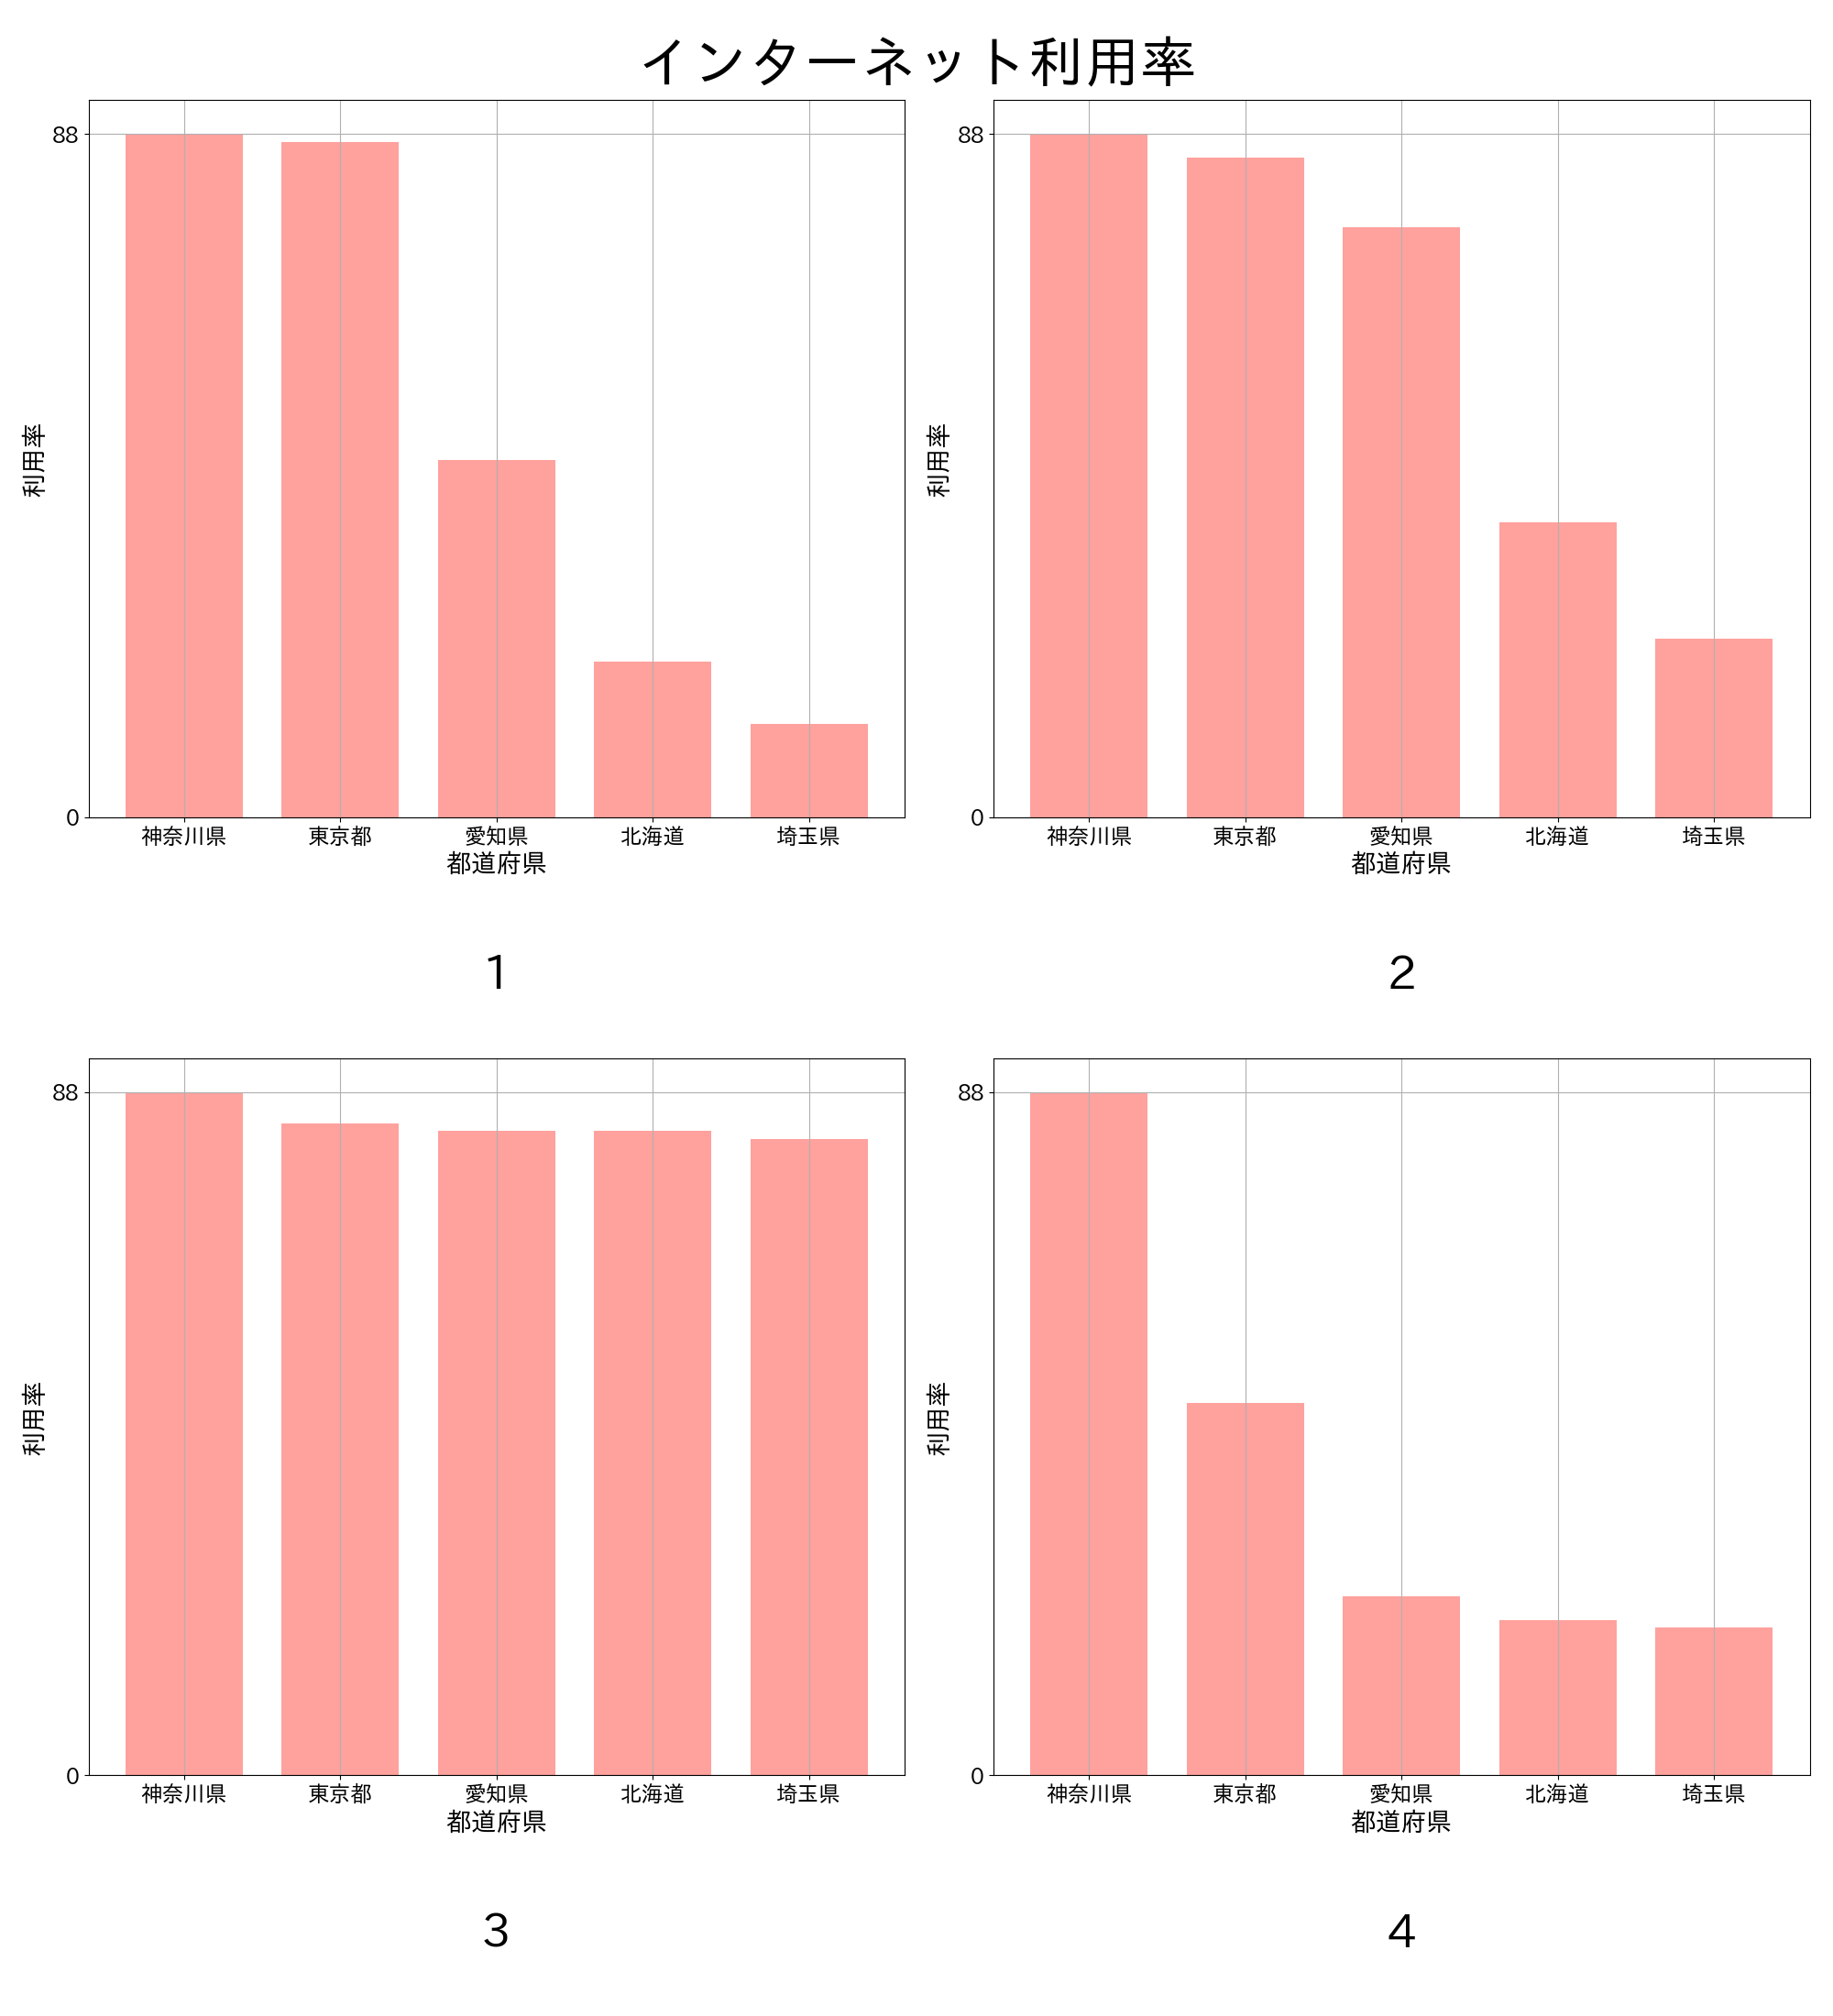 インターネット利用率
88
0
利用率
神奈川県 東京都 愛知県 北海道 埼玉県
都道府県
1
88
0
利用率
神奈川県 東京都 愛知県 北海道 埼玉県
都道府県
2
88
0
利用率
神奈川県 東京都 愛知県 北海道 埼玉県
都道府県
3
88
0
利用率
神奈川県 東京都 愛知県 北海道 埼玉県
都道府県
4